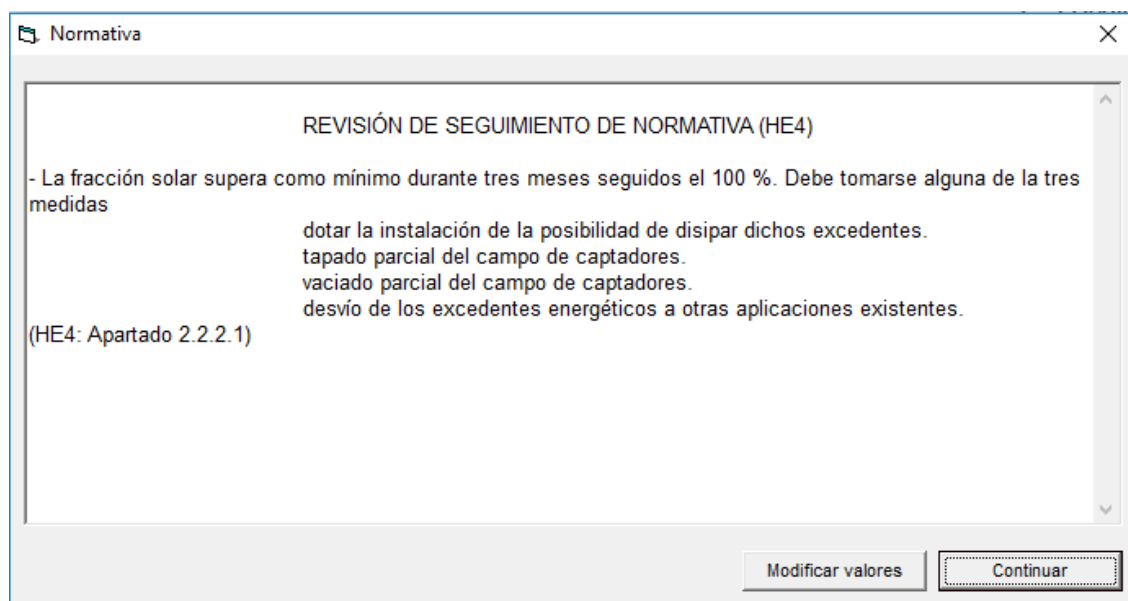 Normativa
REVISIÓN DE SEGUIMIENTO DE NORMATIVA (HE4)
- La fracción solar supera como mínimo durante tres meses seguidos el 100 %. Debe tomarse alguna de la tres
medidas
dotar la instalación de la posibilidad de disipar dichos excedentes.
tapado parcial del campo de captadores.
vaciado parcial del campo de captadores.
desvío de los excedentes energéticos a otras aplicaciones existentes.
(HE4: Apartado 2.2.2.1)
Modificar valores
Continuar